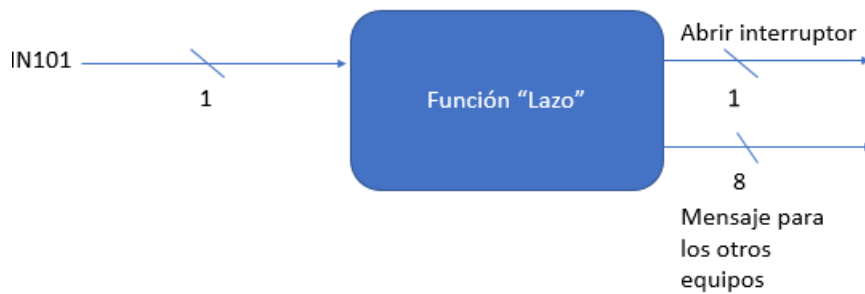 Abrir interruptor
IN101
1
Función “Lazo”
1
8
Mensaje para
los otros
equipos